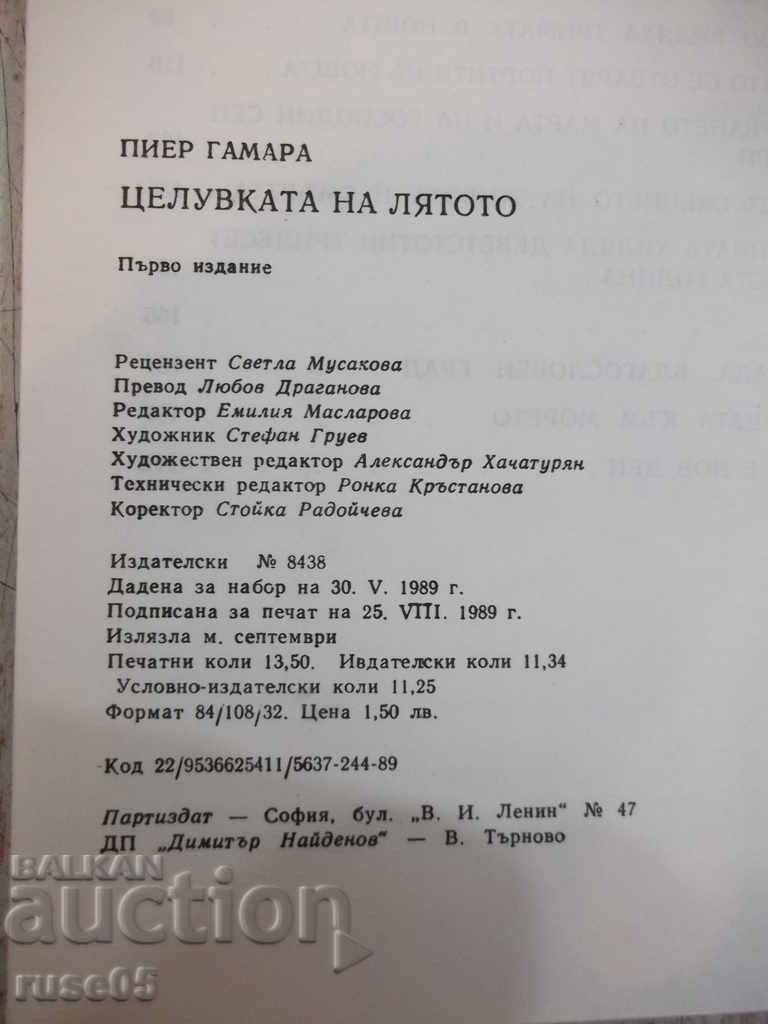 ПИЕР ГАМАРА
ЦЕЛУВКАТА НА ЛЯТОТО
Първо издание
Рецензент Светла Мусакова
Превод Любов Драганова
Редактор Емилия Масларова
Художник Стефан Груев
Художествен редактор Александър Хачатурян
Технически редактор Ронка Кръстанова
Коректор Стойка Радойчева
Издателски № 8438
Дадена за набор на 30. V. 1989 г.
Подписана за печат на 25. VIII. 1989 г.
Излязла м. септември
Печатни коли 13,50. Ивдателски коли 11,34
Условно-издателски коли 11,25
Формат 84/108/32. Цена 1,50 лв.
Код 22/9536625411/5637-244-89
Партиздат — София, бул. „В. И. Ленин“ № 47
ДП „Димитър Найденов“ — В. Търново
BALKAN
auction
ruse05